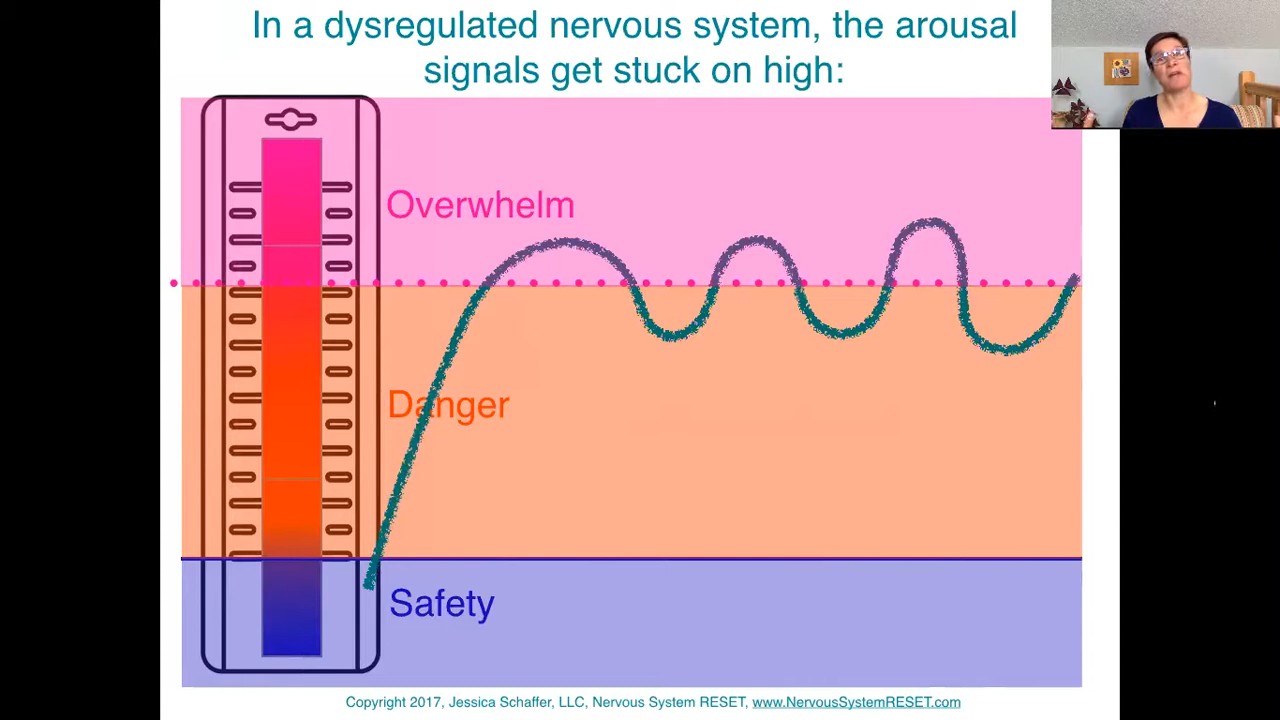 In a dysregulated nervous system, the arousal
signals get stuck on high:
Overwhelm
Danger
Safety
Copyright 2017, Jessica Schaffer, LLC, Nervous System RESET, www.NervousSystemRESET.com